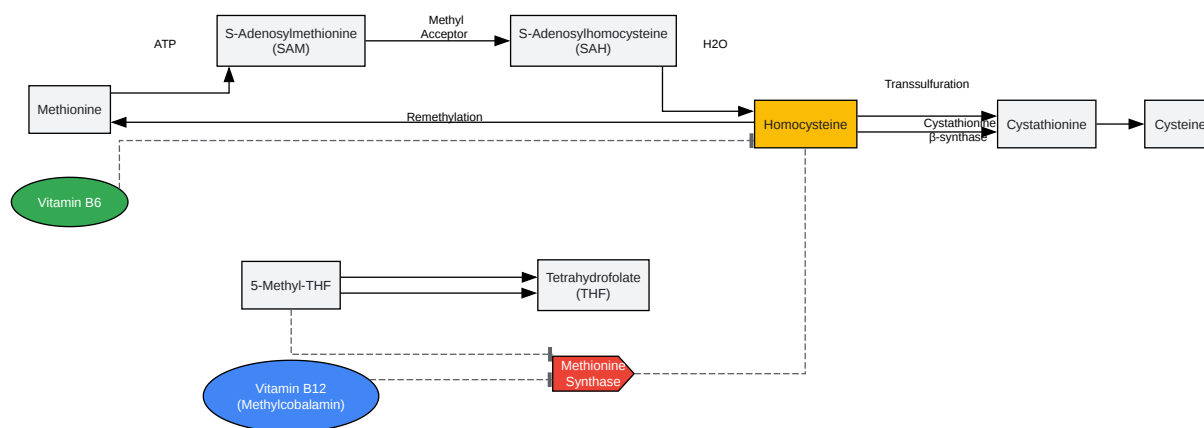 ATP
S-Adenosylmethionine
(SAM)
Methyl
Acceptor
S-Adenosylhomocysteine
(SAH)
H2O
Methionine
Remethylation
Homocysteine
Transsulfuration
Cystathionine
β-synthase
Cystathionine
Cysteine
Vitamin B6
5-Methyl-THF
Tetrahydrofolate
(THF)
Vitamin B12
(Methylcobalamin)
Methionine
Synthase